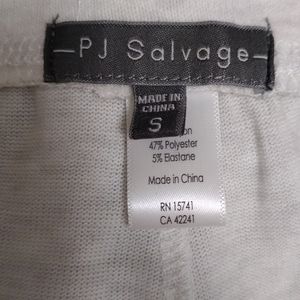 PJ Salvage
MADE IN
CHINA
S
47% Polyester
5% Elastane
Made in China
RN 15741
CA 42241